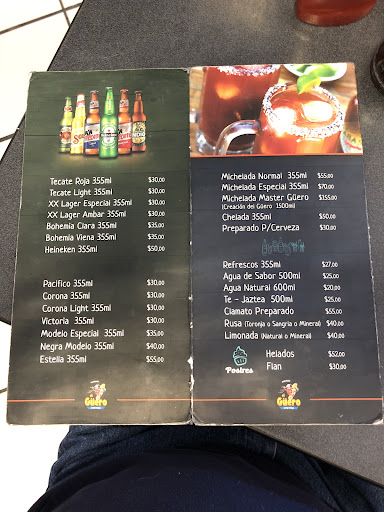 Tecate Roja 355ml $30,00
Tecate Light 355ml $30,00
XX Lager Especial 355ml $30,00
XX Lager Ambar 355ml $30,00
Bohemia Clara 355ml $35,00
Bohemia Viena 355ml $35,00
Heineken 355ml $50,00
Pacífico 355ml $30,00
Corona 355ml $30,00
Corona Light 355ml $30,00
Victoria 355ml $30,00
Modelo Especial 355ml $35,00
Negra Modelo 355ml $40,00
Estella 355ml $55,00
Güero
Michelada Normal 355ml $55,00
Michelada Especial 355ml $70,00
Michelada Master Güero $155,00
(Creación del Güero 1500ml)
Chelada 355ml $50,00
Preparado P/Cerveza $30,00
Refrescos 355ml $27,00
Agua de Sabor 500ml $25,00
Agua Natural 600ml $20,00
Te - Jaztea 500ml $25,00
Clamato Preparado $55,00
Rusa (Toronja o Sangria o Mineral) $40,00
Limonada (Natural o Mineral) $40,00
Postres
Helados $52,00
Flan $30,00
Güero